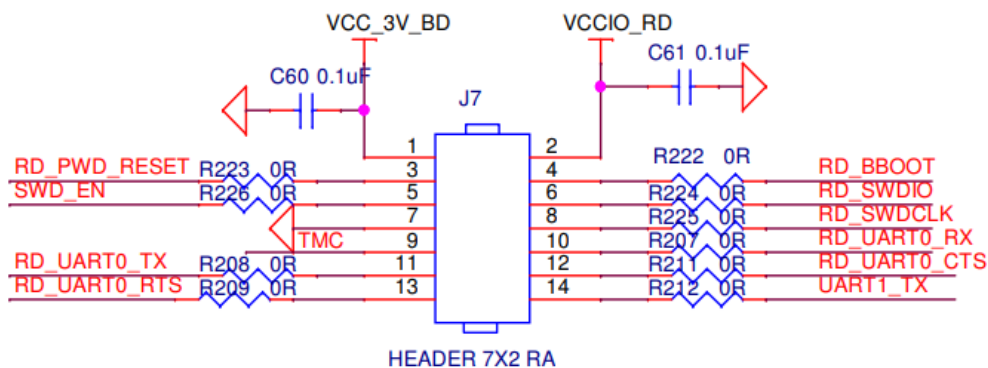 VCC_3V_BD VCCIO_RD
C60 0.1uF C61 0.1uF
J7
1 2
RD_PWD_RESET R223 0R 3 4 R222 0R RD_BBOOT
SWD_EN R226 0R 5 6 R224 0R RD_SWDIO
7 8 R225 0R RD_SWDCLK
TMC 9 10 R207 0R RD_UART0_RX
RD_UART0_TX R208 0R 11 12 R211 0R RD_UART0_CTS
RD_UART0_RTS R209 0R 13 14 R212 0R UART1_TX
HEADER 7X2 RA